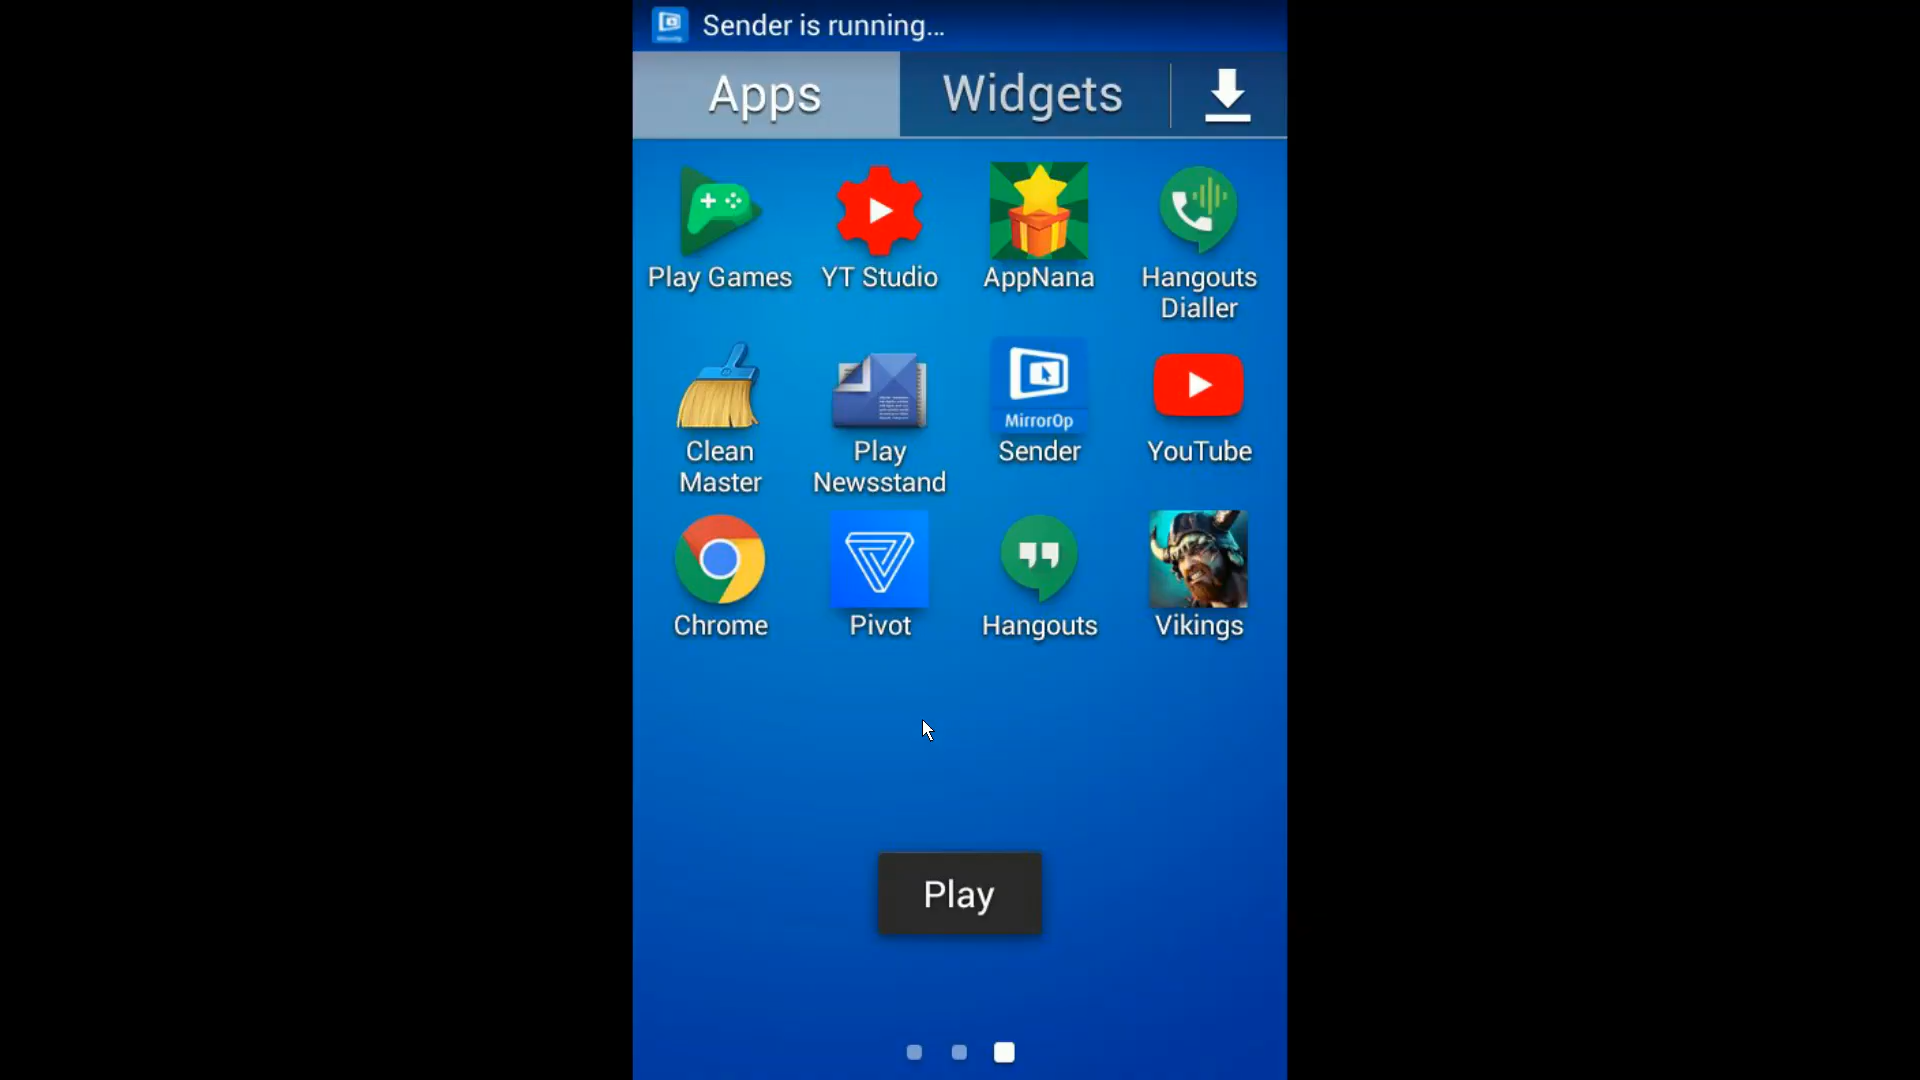 Sender is running...
Apps
Widgets
Play Games
YT Studio
AppNana
Hangouts
Dialler
Clean
Master
Play
Newsstand
MirrorOp
Sender
YouTube
Chrome
Pivot
Hangouts
Vikings
Play